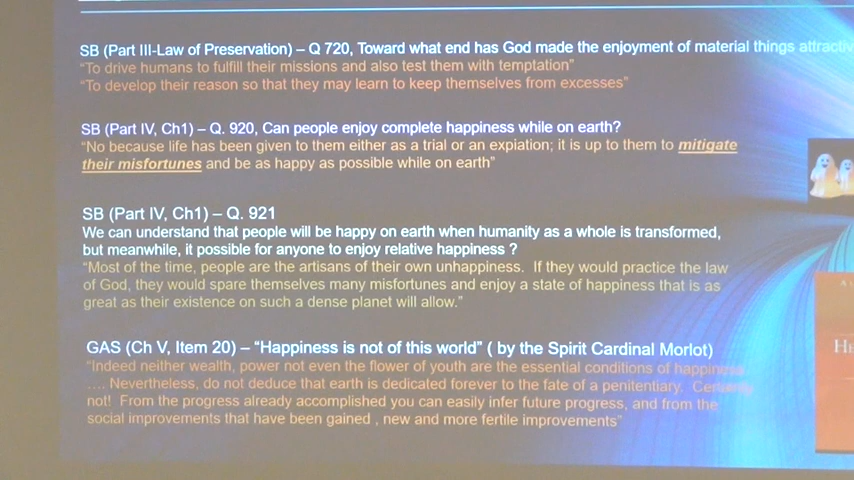 SB (Part III-Law of Preservation) – Q 720, Toward what end has God made the enjoyment of material things attractiv
“To drive humans to fulfill their missions and also test them with temptation”
“To develop their reason so that they may learn to keep themselves from excesses”
SB (Part IV, Ch1) – Q. 920, Can people enjoy complete happiness while on earth?
“No because life has been given to them either as a trial or an expiation; it is up to them to mitigate
their misfortunes and be as happy as possible while on earth”
SB (Part IV, Ch1) – Q. 921
We can understand that people will be happy on earth when humanity as a whole is transformed,
but meanwhile, it possible for anyone to enjoy relative happiness ?
“Most of the time, people are the artisans of their own unhappiness. If they would practice the law
of God, they would spare themselves many misfortunes and enjoy a state of happiness that is as
great as their existence on such a dense planet will allow.”
GAS (Ch V, Item 20) – “Happiness is not of this world” ( by the Spirit Cardinal Morlot)
“Indeed neither wealth, power not even the flower of youth are the essential conditions of happiness
.... Nevertheless, do not deduce that earth is dedicated forever to the fate of a penitentiary. Certainly
not! From the progress already accomplished you can easily infer future progress, and from the
social improvements that have been gained , new and more fertile improvements”
HE